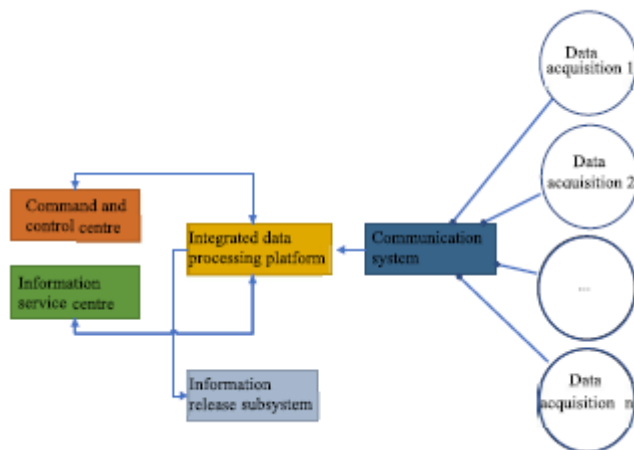 Data
acquisition 1
Data
acquisition 2
...
Data
acquisition n
Command and
control centre
Integrated data
processing platform
Communication
system
Information
service centre
Information
release subsystem